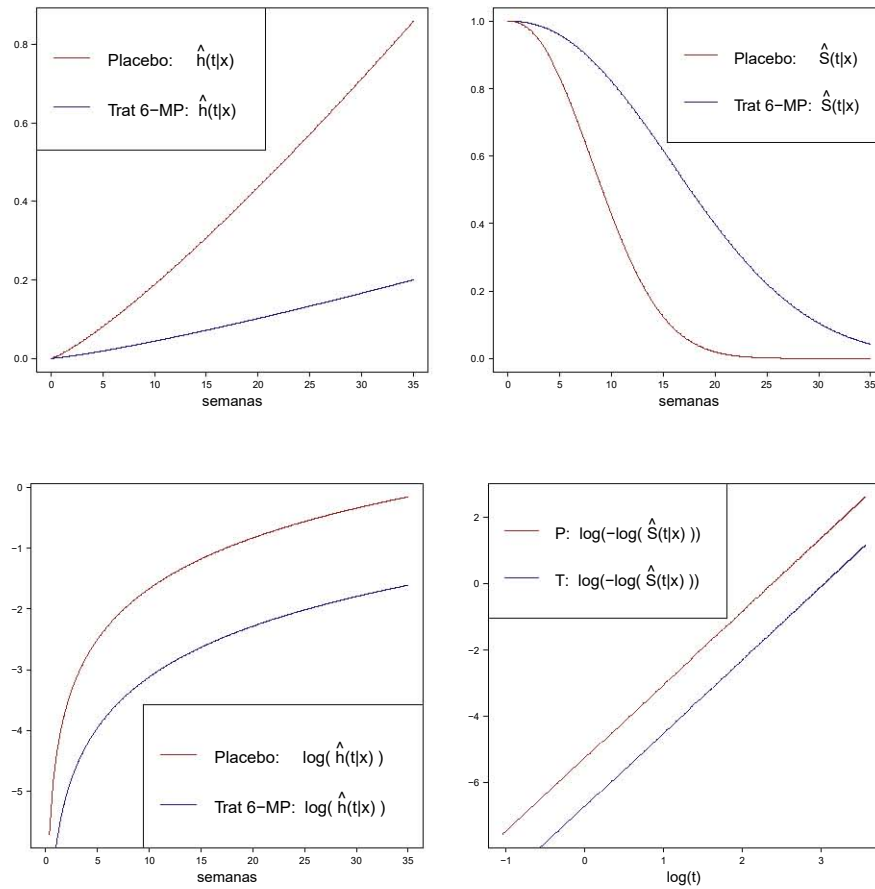 Placebo: ĥ(t|x)
Trat 6−MP: ĥ(t|x)
0.8
0.6
0.4
0.2
0.0
0 5 10 15 20 25 30 35
semanas
Placebo: Ŝ(t|x)
Trat 6−MP: Ŝ(t|x)
1.0
0.8
0.6
0.4
0.2
0.0
0 5 10 15 20 25 30 35
semanas
0
−1
−2
−3
−4
−5
Placebo: log( ĥ(t|x) )
Trat 6−MP: log( ĥ(t|x) )
0 5 10 15 20 25 30 35
semanas
P: log(−log( Ŝ(t|x) ))
T: log(−log( Ŝ(t|x) ))
2
0
−2
−4
−6
−1 0 1 2 3
log(t)